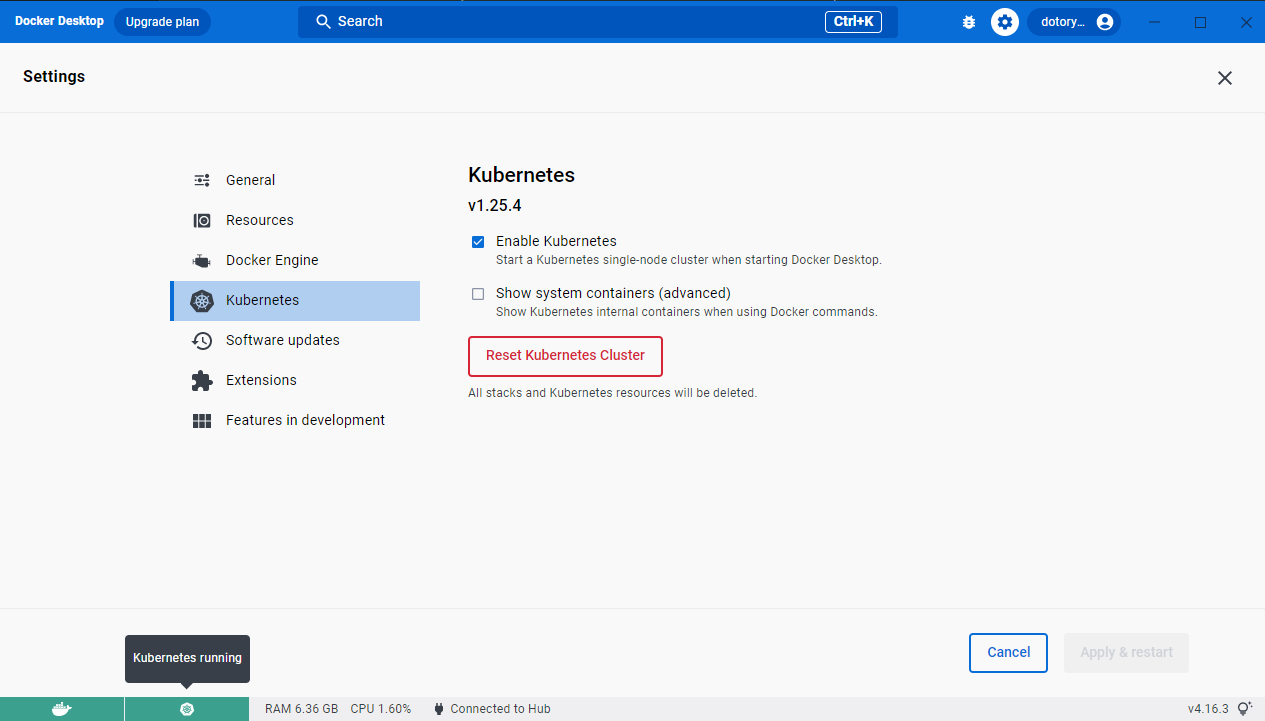 Docker Desktop
Upgrade plan
Search
Ctrl+K
dotory...
Settings
General
Resources
Docker Engine
Kubernetes
Software updates
Extensions
Features in development
Kubernetes
v1.25.4
Enable Kubernetes
Start a Kubernetes single-node cluster when starting Docker Desktop.
Show system containers (advanced)
Show Kubernetes internal containers when using Docker commands.
Reset Kubernetes Cluster
All stacks and Kubernetes resources will be deleted.
Kubernetes running
Cancel
Apply & restart
RAM 6.36 GB
CPU 1.60%
Connected to Hub
v4.16.3